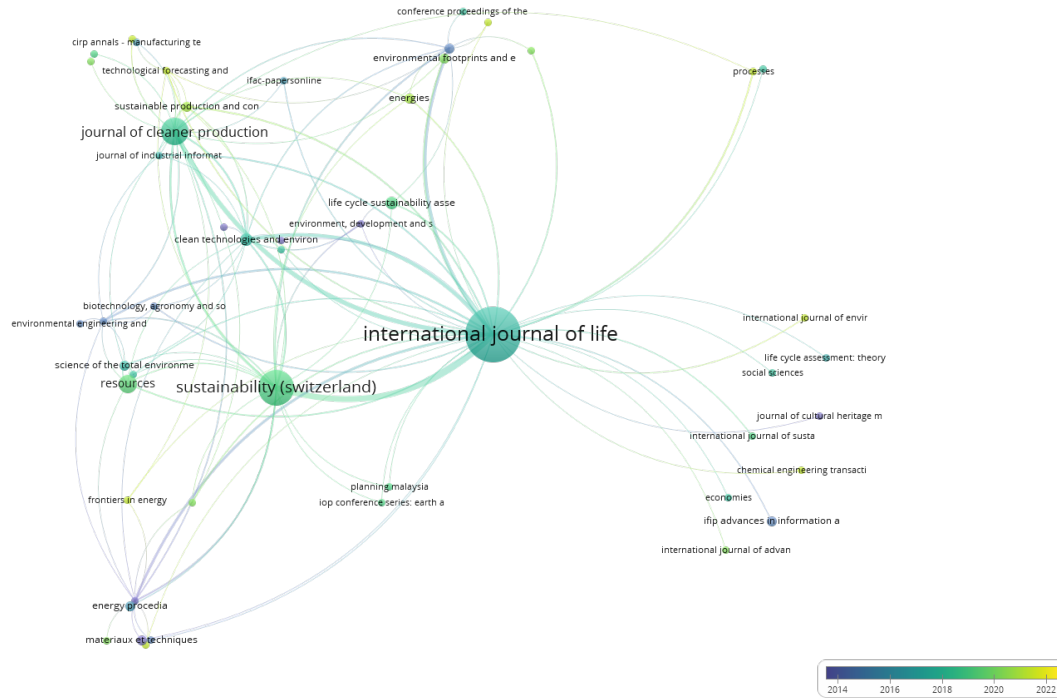 conference proceedings of the
cirp annals - manufacturing te
environmental footprints and e
technological forecasting and
processes
ifac-papersonline
energies
sustainable production and con
journal of cleaner production
journal of industrial informat
life cycle sustainability asse
environment, development and s
clean technologies and environ
biotechnology, agronomy and so
international journal of envir
environmental engineering and
international journal of life
life cycle assessment: theory
science of the total environme
social sciences
resources
sustainability (switzerland)
journal of cultural heritage m
international journal of susta
chemical engineering transacti
planning malaysia
economies
frontiers in energy
iop conference series: earth a
ifip advances in information a
international journal of advan
energy procedia
materiaux et techniques
2014 2016 2018 2020 2022